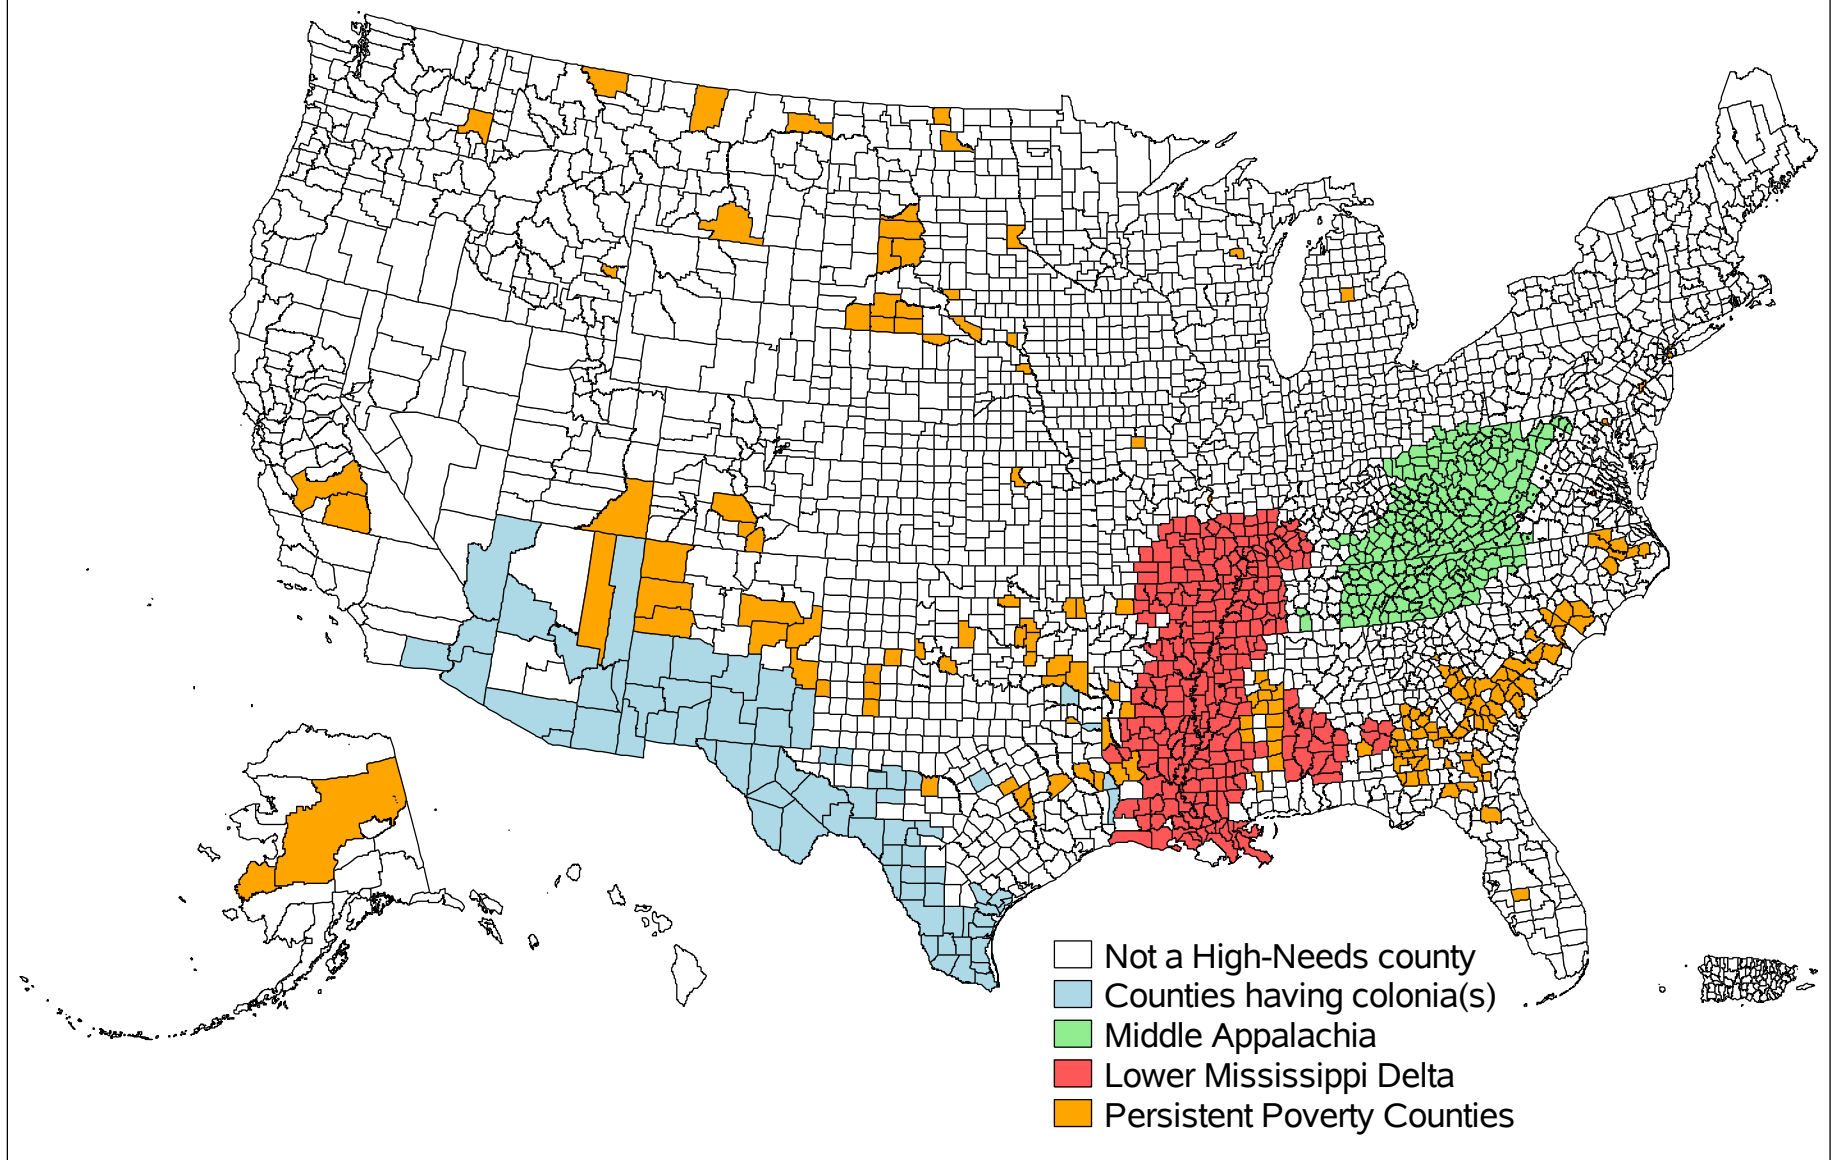 Not a High-Needs county
Counties having colonia(s)
Middle Appalachia
Lower Mississippi Delta
Persistent Poverty Counties